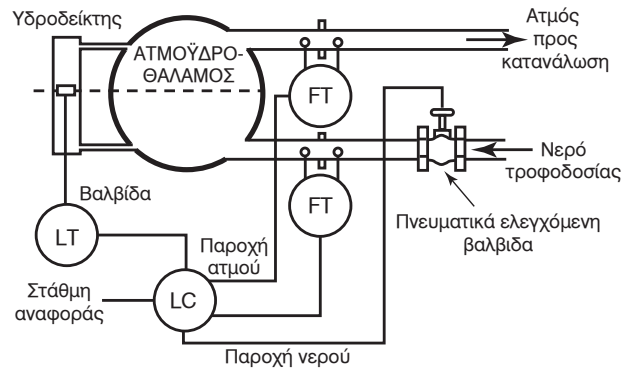 Υδροδείκτης
Ατμός
προς
κατανάλωση
ΑΤΜΟΫΔΡΟ-
ΘΑΛΑΜΟΣ
FT
Νερό
τροφοδοσίας
Βαλβίδα
FT
Πνευματικά ελεγχόμενη
βαλβιδα
LT
Παροχή
ατμού
Στάθμη
αναφοράς
LC
Παροχή νερού